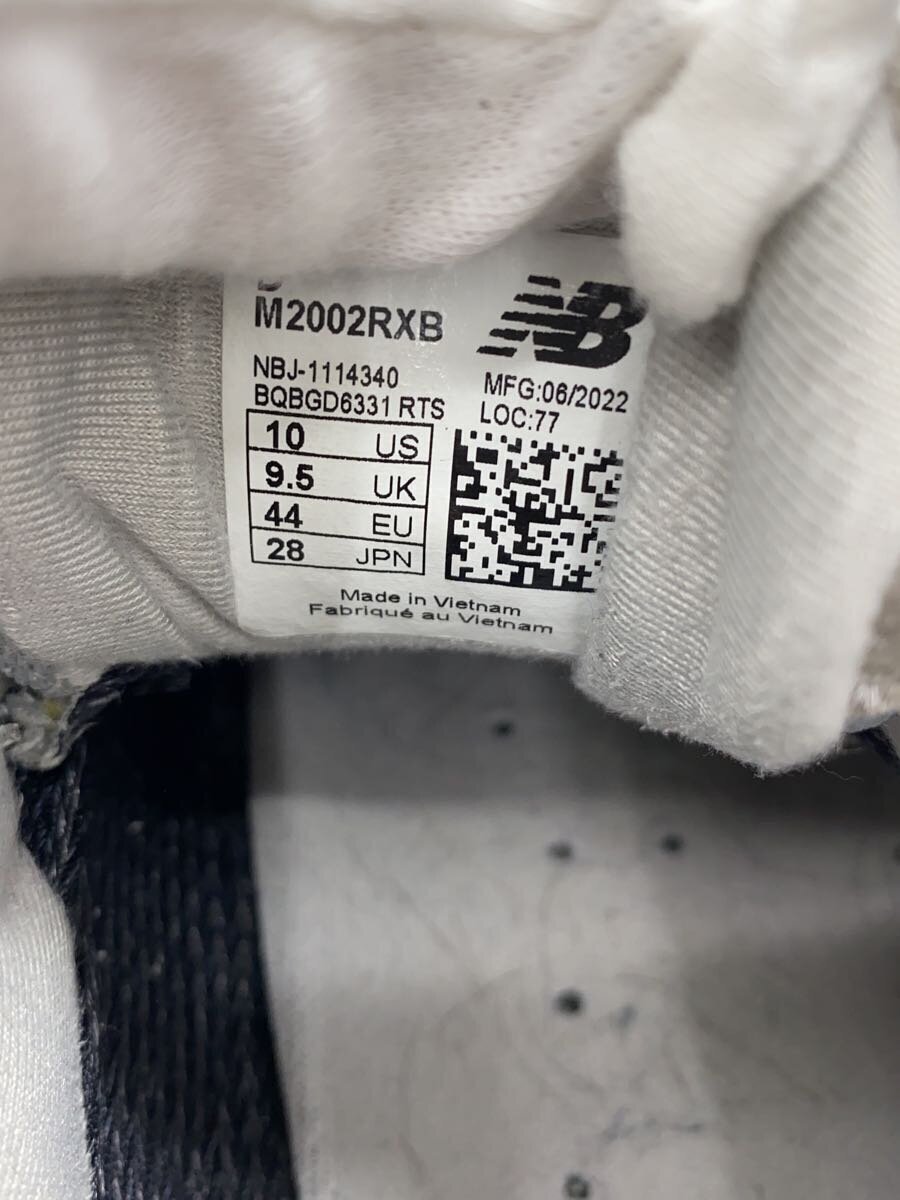 D
M2002RXB
NB
NBJ-1114340
BQBGD6331 RTS
MFG:06/2022
LOC:77
10 US
9.5 UK
44 EU
28 JPN
Made in Vietnam
Fabriqué au Vietnam